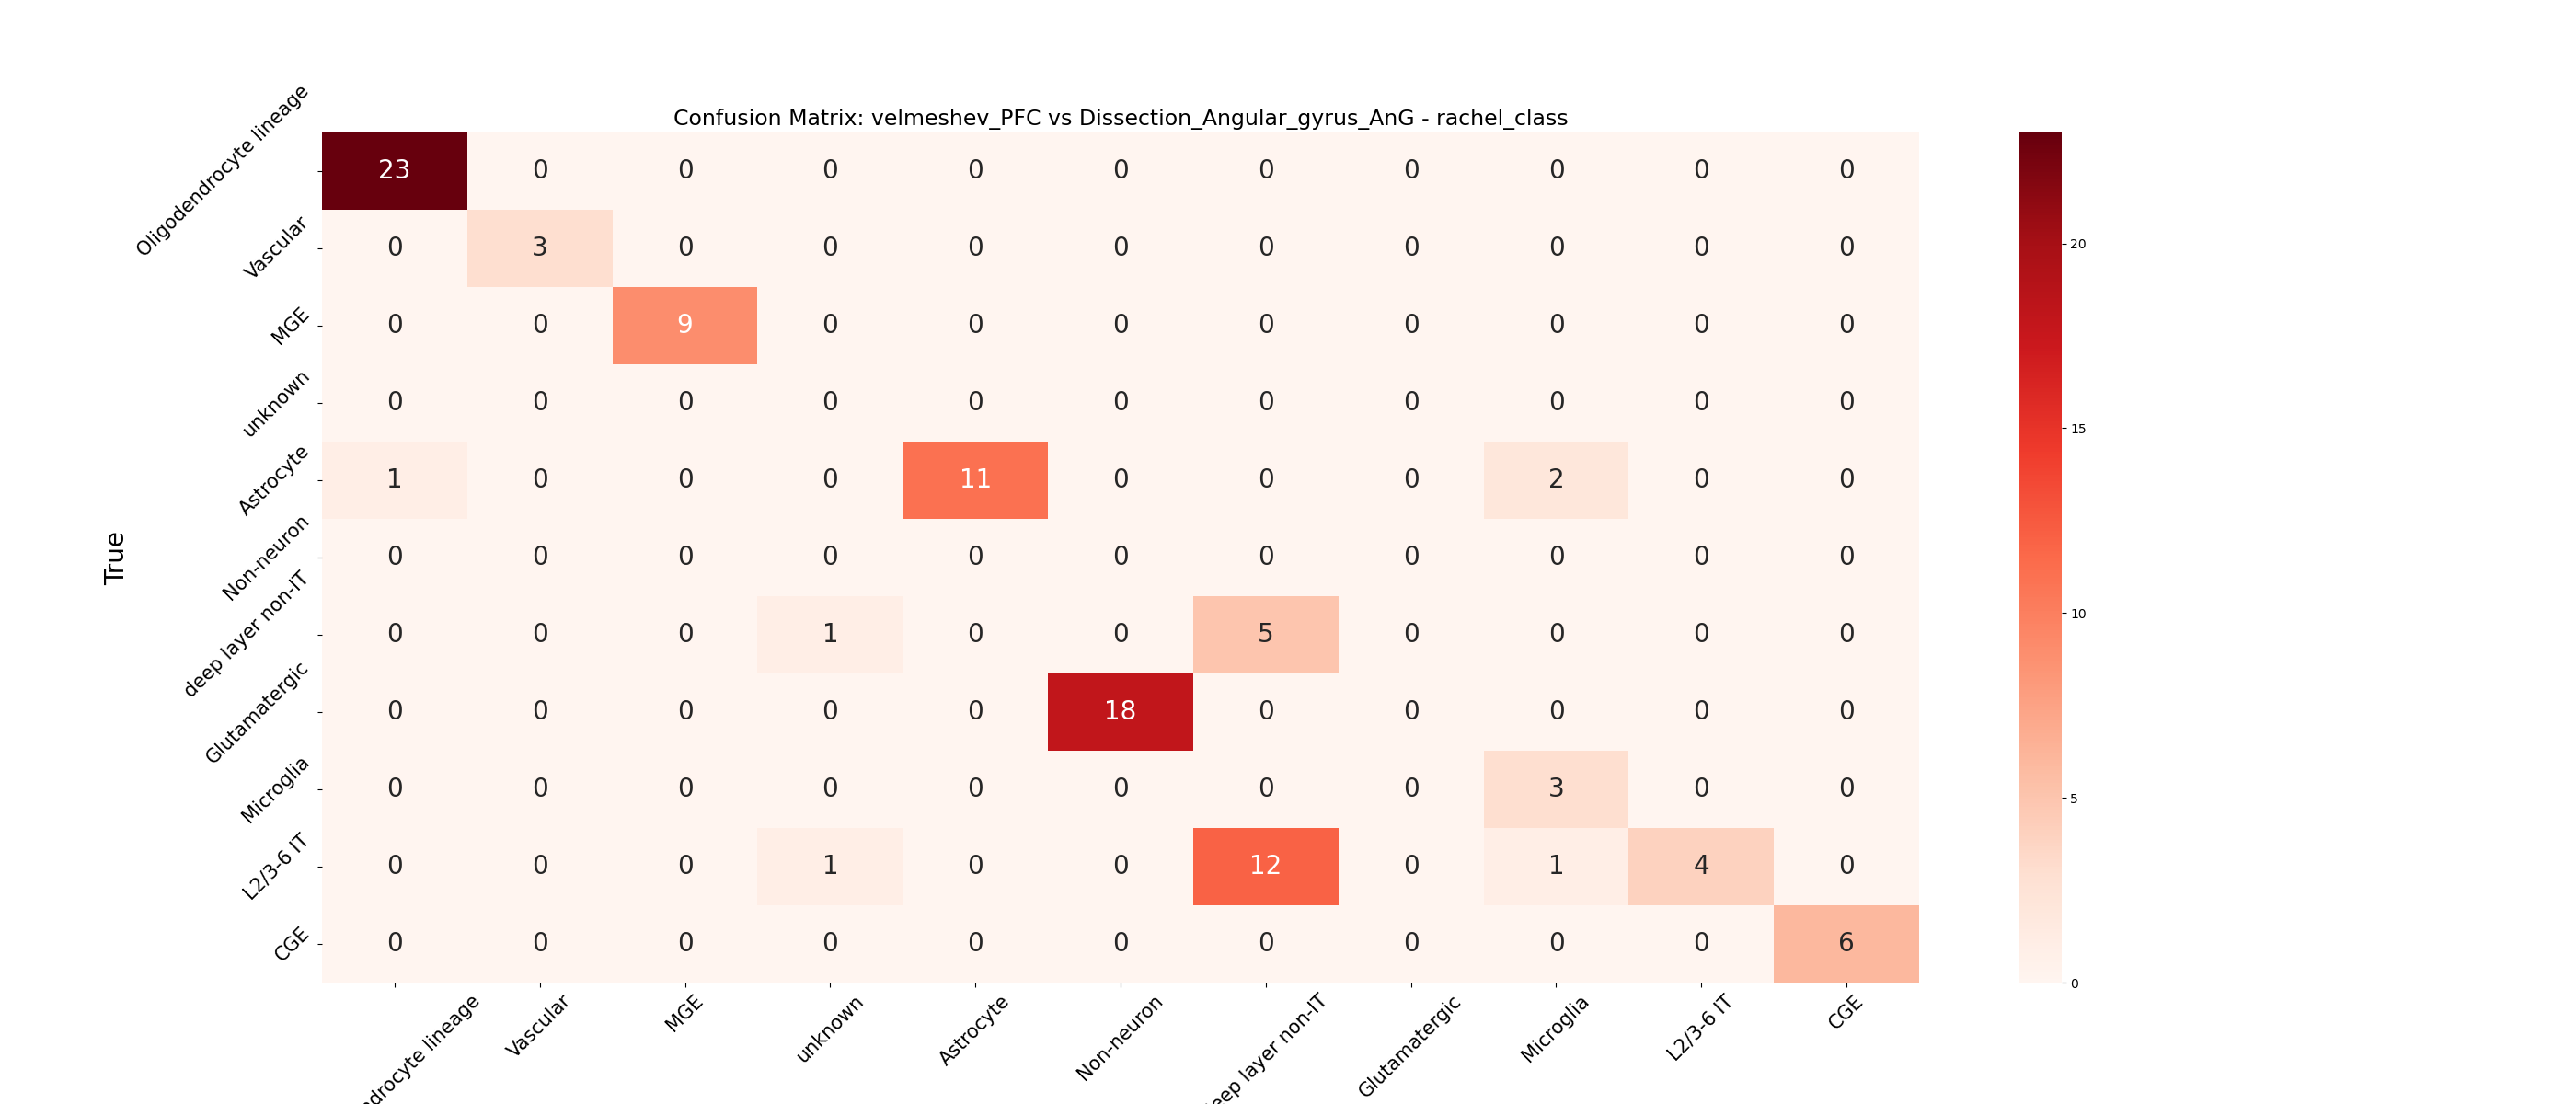 Confusion Matrix: velmeshev_PFC vs Dissection_Angular_gyrus_AnG - rachel_class
True
Oligodendrocyte lineage 23 0 0 0 0 0 0 0 0 0 0
Vascular 0 3 0 0 0 0 0 0 0 0 0
MGE 0 0 9 0 0 0 0 0 0 0 0
unknown 0 0 0 0 0 0 0 0 0 0 0
Astrocyte 1 0 0 0 11 0 0 0 2 0 0
Non-neuron 0 0 0 0 0 0 0 0 0 0 0
deep layer non-IT 0 0 0 1 0 0 5 0 0 0 0
Glutamatergic 0 0 0 0 0 18 0 0 0 0 0
Microglia 0 0 0 0 0 0 0 0 3 0 0
L2/3-6 IT 0 0 0 1 0 0 12 0 1 4 0
CGE 0 0 0 0 0 0 0 0 0 0 6
lineage
Vascular
MGE
unknown
Astrocyte
Non-neuron
layer non-IT
Glutamatergic
Microglia
L2/3-6 IT
CGE
20
15
10
5
0